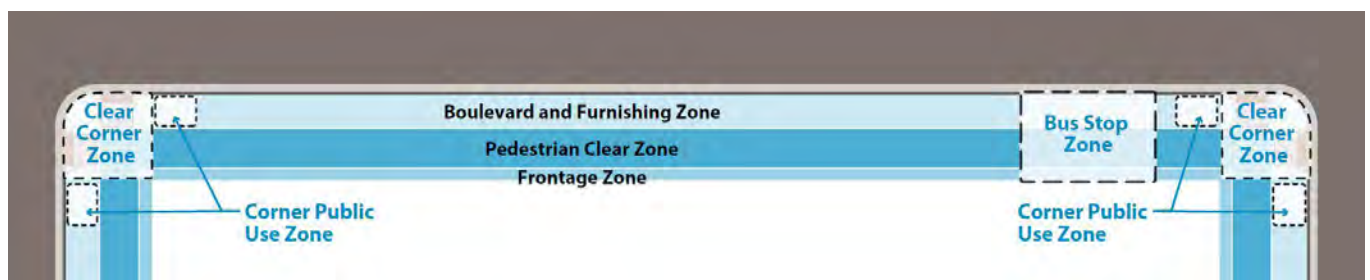 Clear
Corner
Zone
Boulevard and Furnishing Zone
Pedestrian Clear Zone
Frontage Zone
Bus Stop
Zone
Clear
Corner
Zone
Corner Public
Use Zone
Corner Public
Use Zone